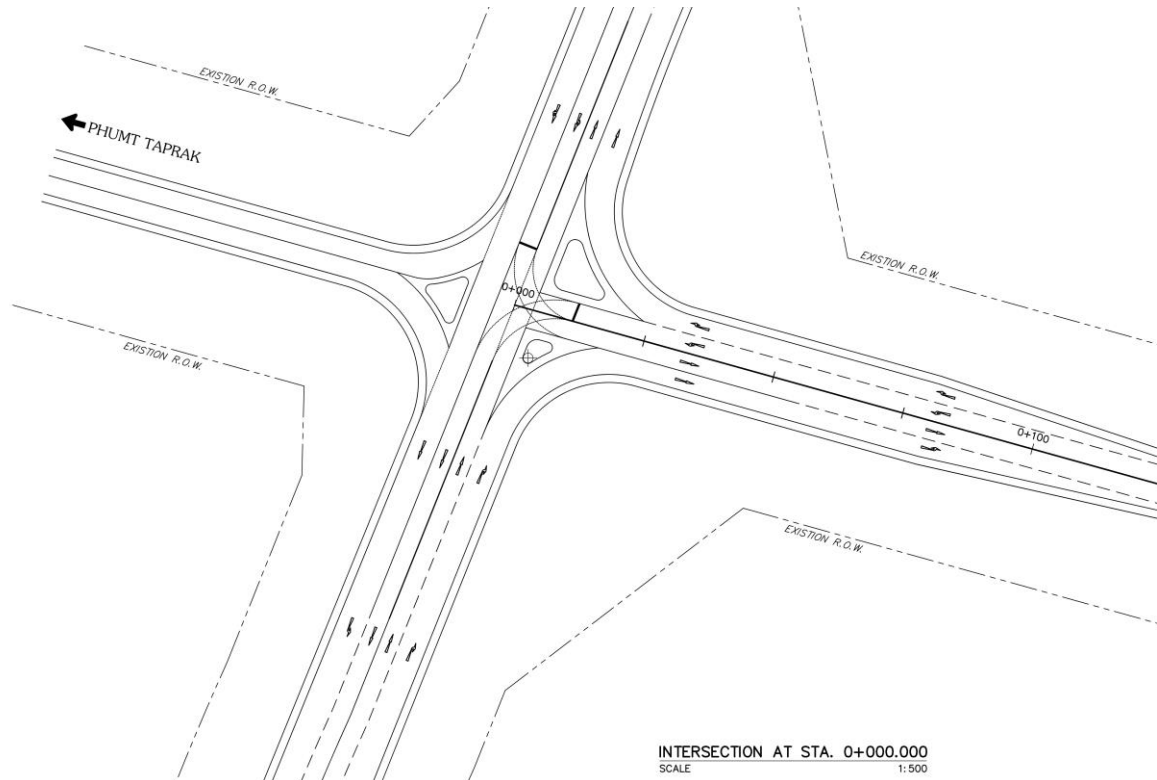 EXISTION R.O.W.
PHUMT TAPRAK
EXISTION R.O.W.
0+000
EXISTION R.O.W.
0+100
EXISTION R.O.W.
INTERSECTION AT STA. 0+000.000
SCALE 1:500